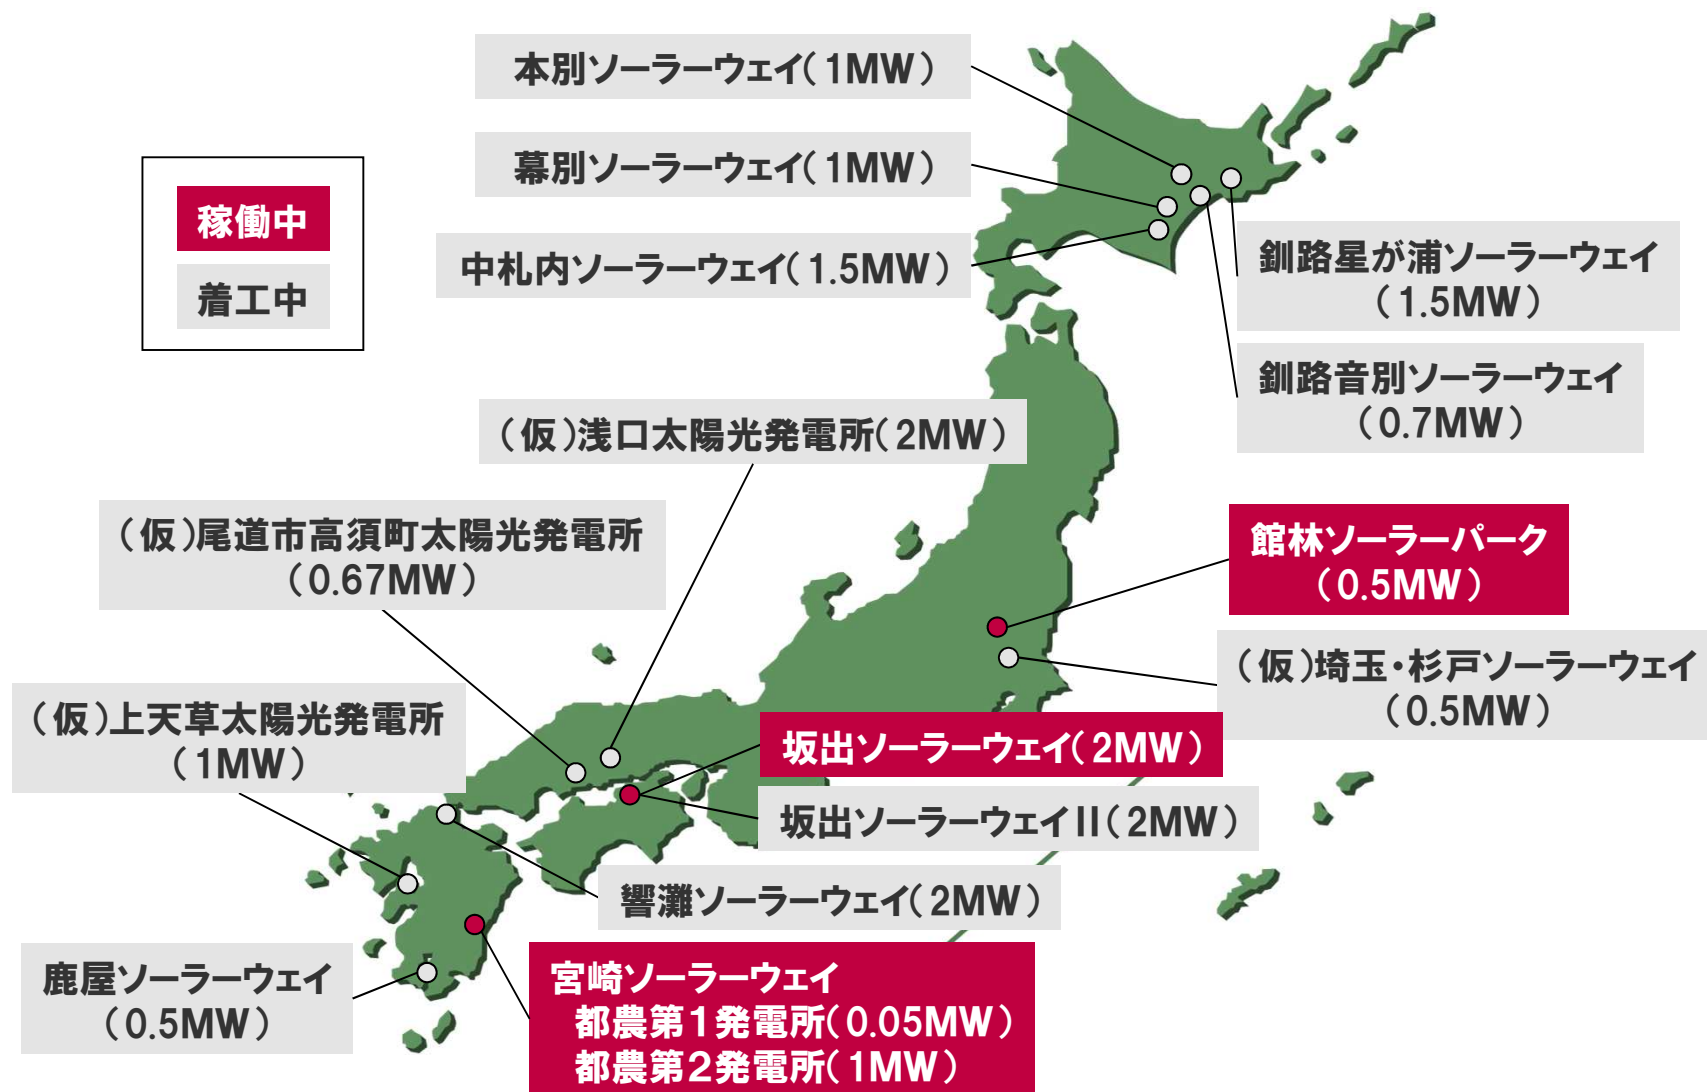 本別ソーラーウェイ(1MW)
幕別ソーラーウェイ(1MW)
中札内ソーラーウェイ(1.5MW)
稼働中
着工中
釧路星が浦ソーラーウェイ
(1.5MW)
釧路音別ソーラーウェイ
(0.7MW)
(仮)浅口太陽光発電所(2MW)
(仮)尾道市高須町太陽光発電所
(0.67MW)
館林ソーラーパーク
(0.5MW)
(仮)埼玉・杉戸ソーラーウェイ
(0.5MW)
(仮)上天草太陽光発電所
(1MW)
坂出ソーラーウェイ(2MW)
坂出ソーラーウェイII(2MW)
響灘ソーラーウェイ(2MW)
鹿屋ソーラーウェイ
(0.5MW)
宮崎ソーラーウェイ
都農第1発電所(0.05MW)
都農第2発電所(1MW)